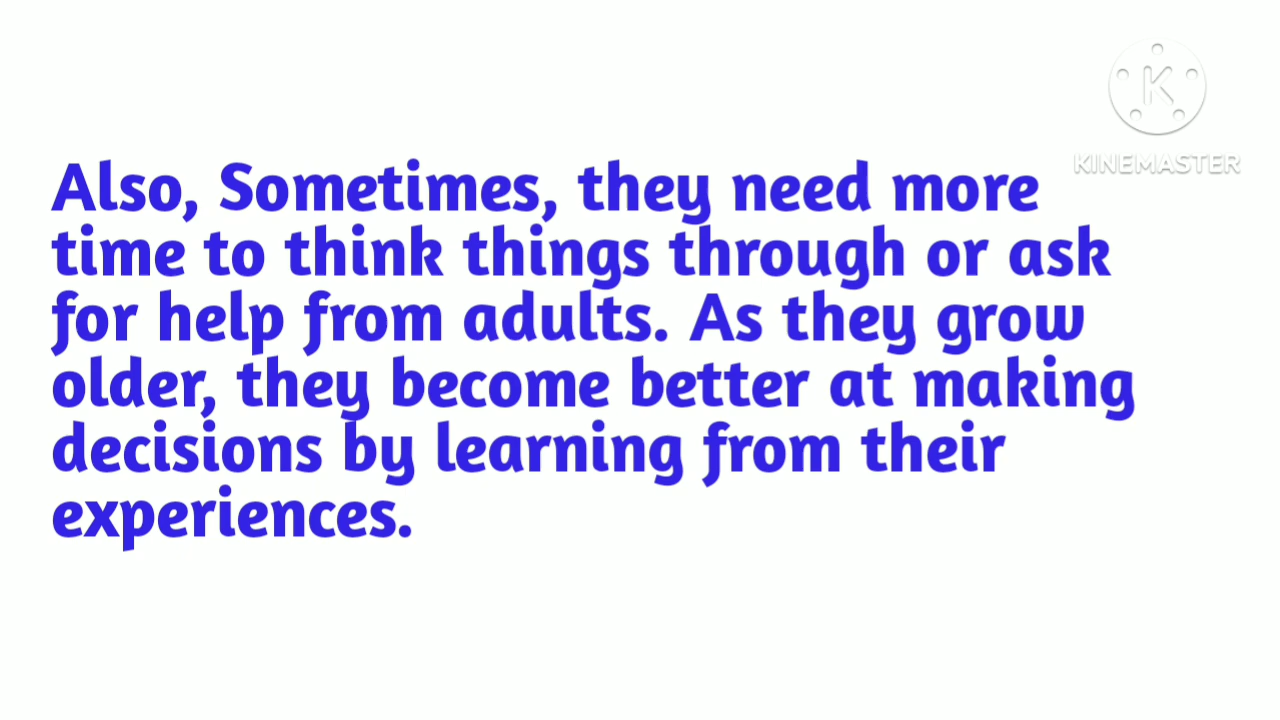 Also, Sometimes, they need more
time to think things through or ask
for help from adults. As they grow
older, they become better at making
decisions by learning from their
experiences.
K
KINEMASTER